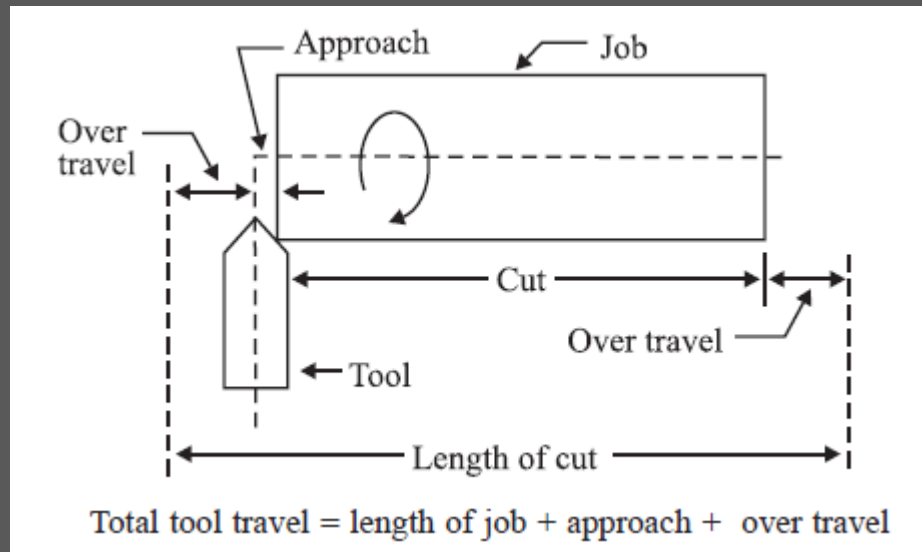 Approach
Job
Over
travel
Cut
Over travel
Tool
Length of cut
Total tool travel = length of job + approach + over travel